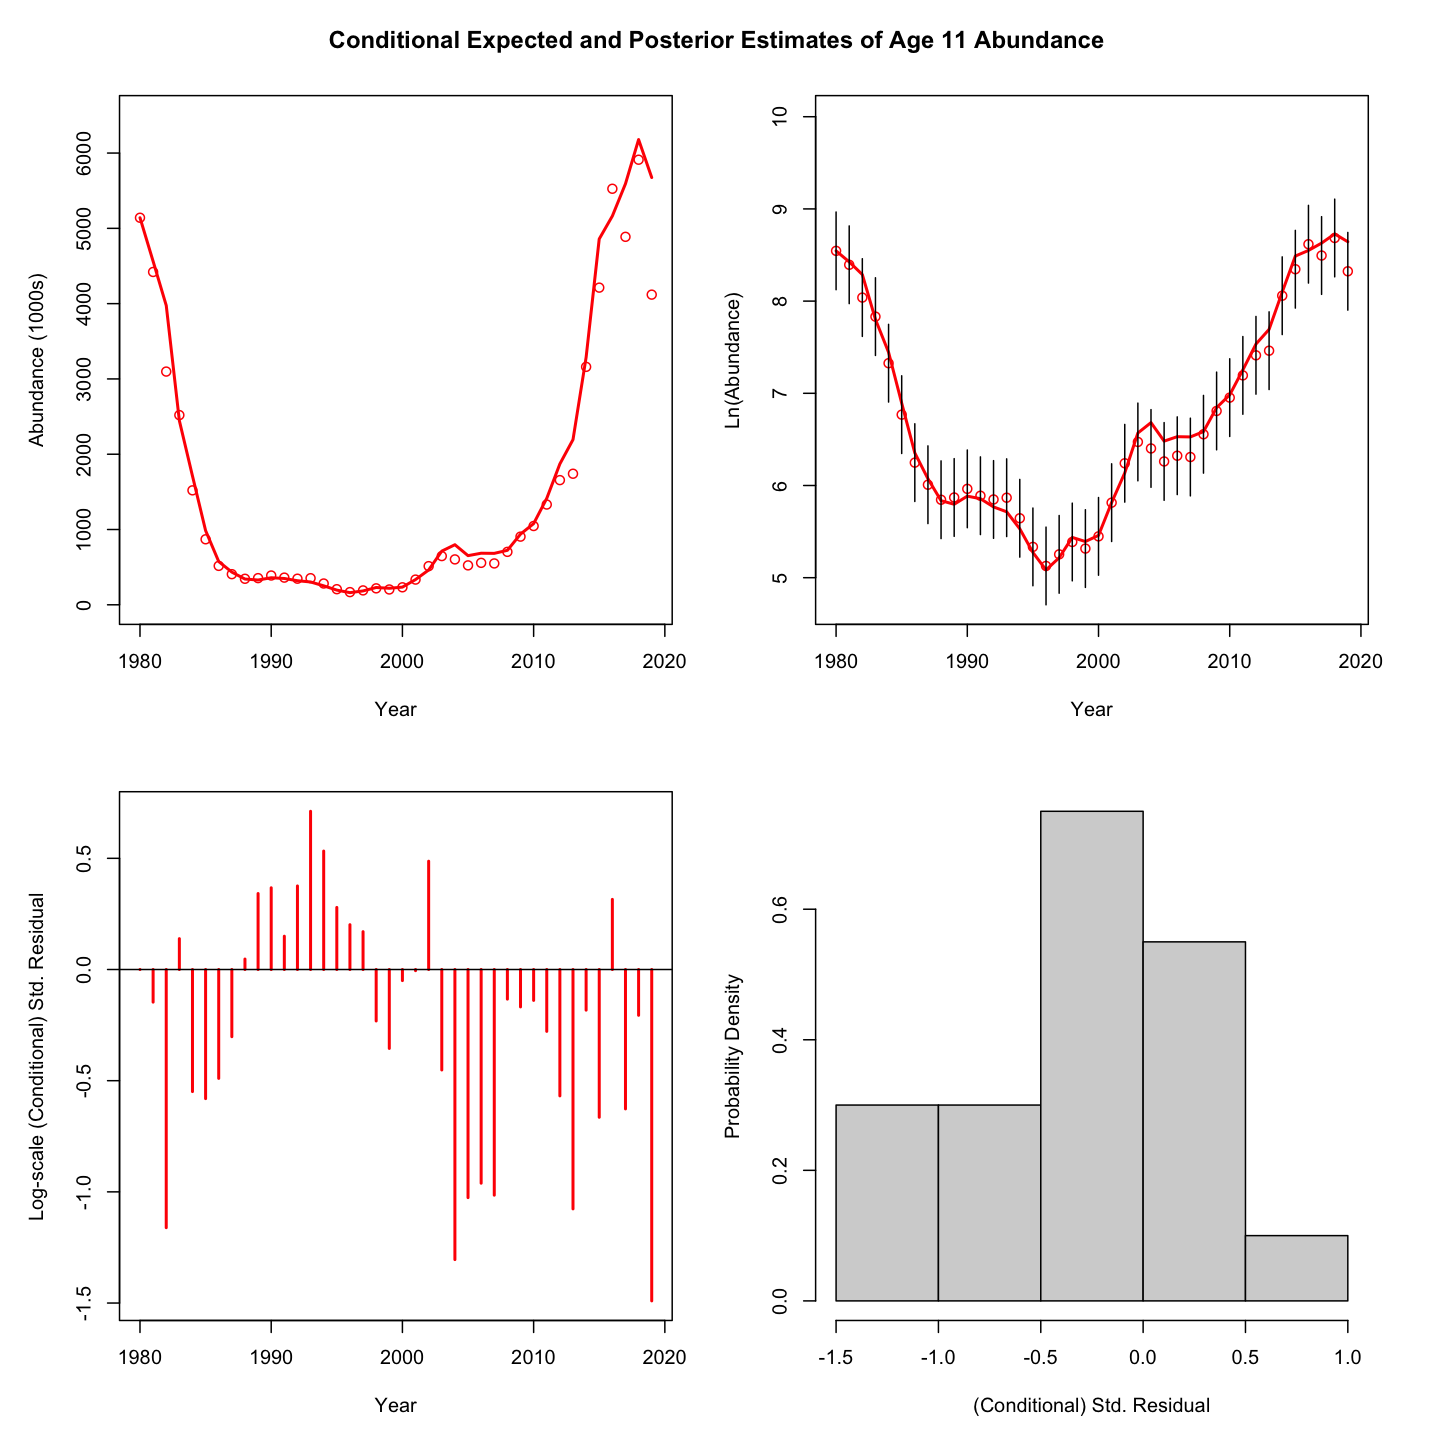 Conditional Expected and Posterior Estimates of Age 11 Abundance
Abundance (1000s)
6000
5000
4000
3000
2000
1000
0
1980 1990 2000 2010 2020
Year
Ln(Abundance)
10
9
8
7
6
5
1980 1990 2000 2010 2020
Year
Log-scale (Conditional) Std. Residual
0.5
0.0
-0.5
-1.0
-1.5
1980 1990 2000 2010 2020
Year
Probability Density
0.6
0.4
0.2
0.0
-1.5 -1.0 -0.5 0.0 0.5 1.0
(Conditional) Std. Residual